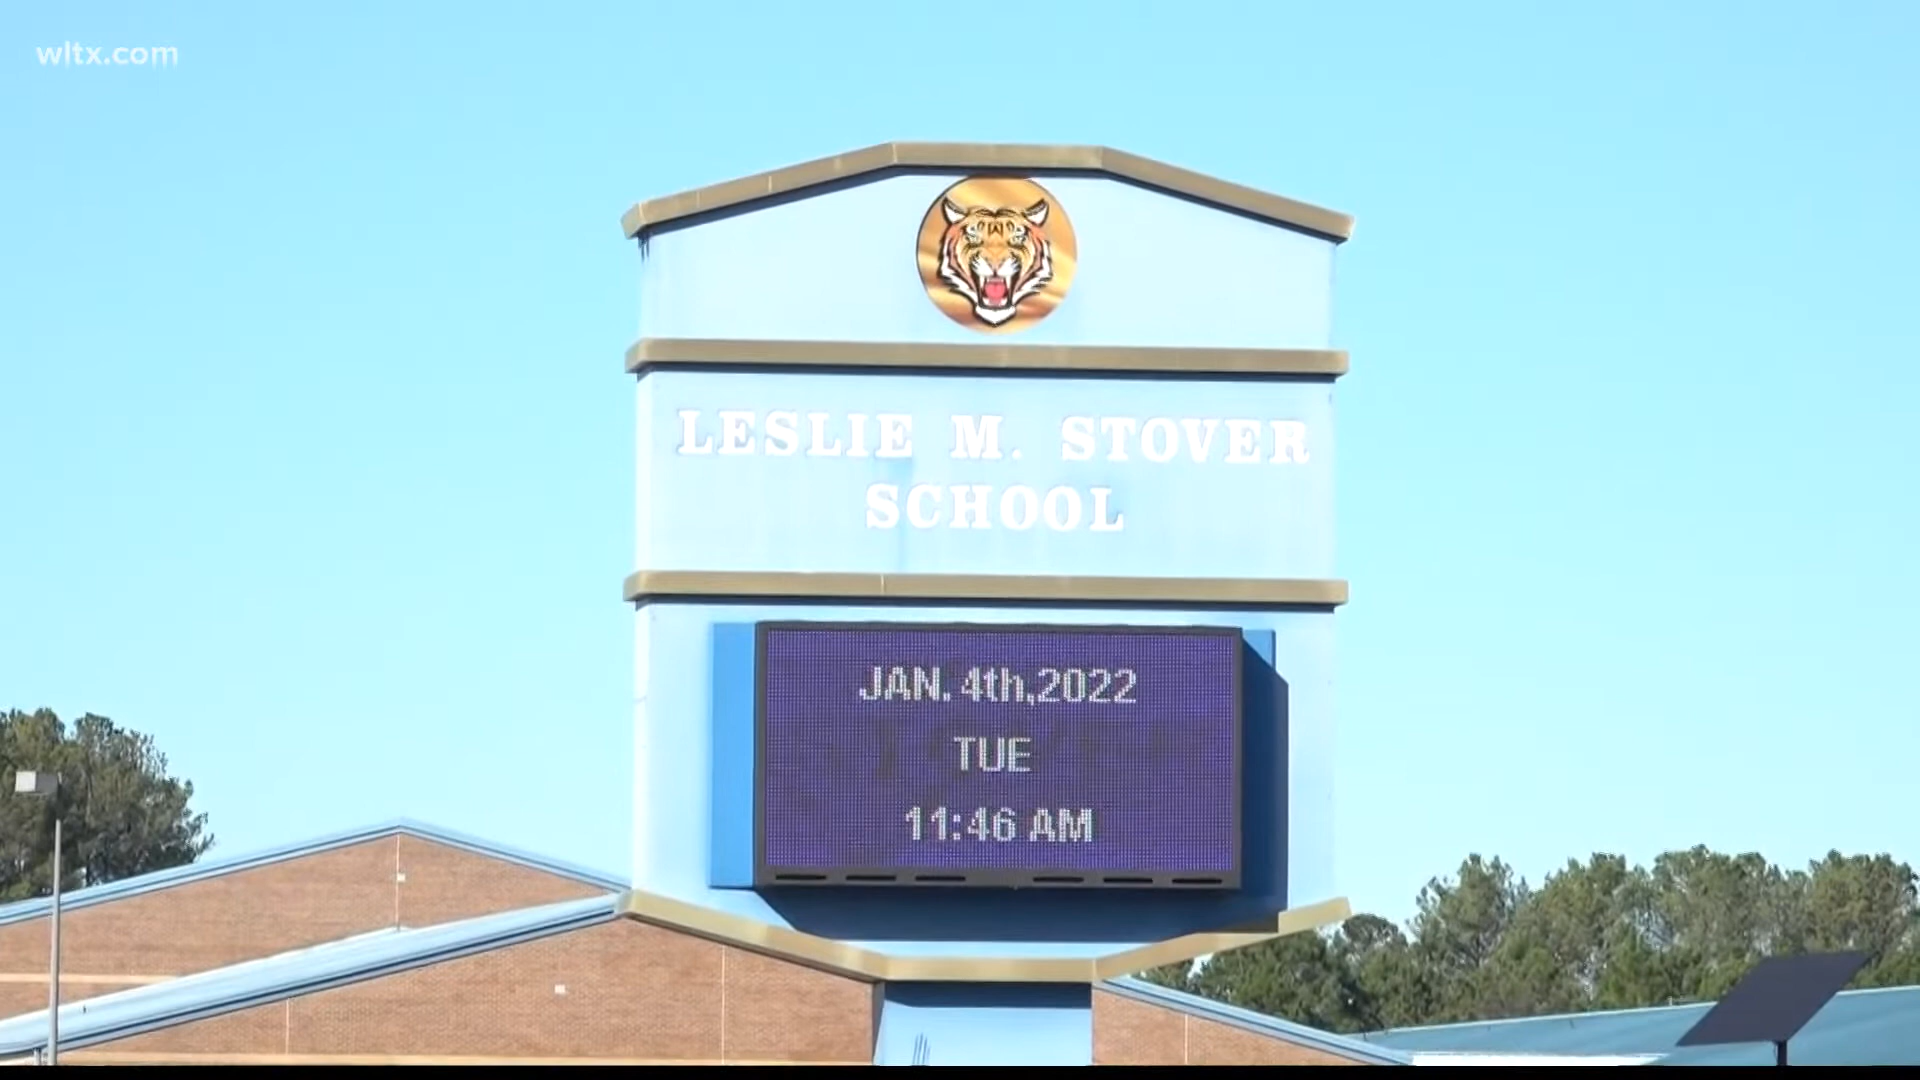 wltx.com
LESLIE M. STOVER
SCHOOL
JAN. 4th,2022
TUE
11:46 AM